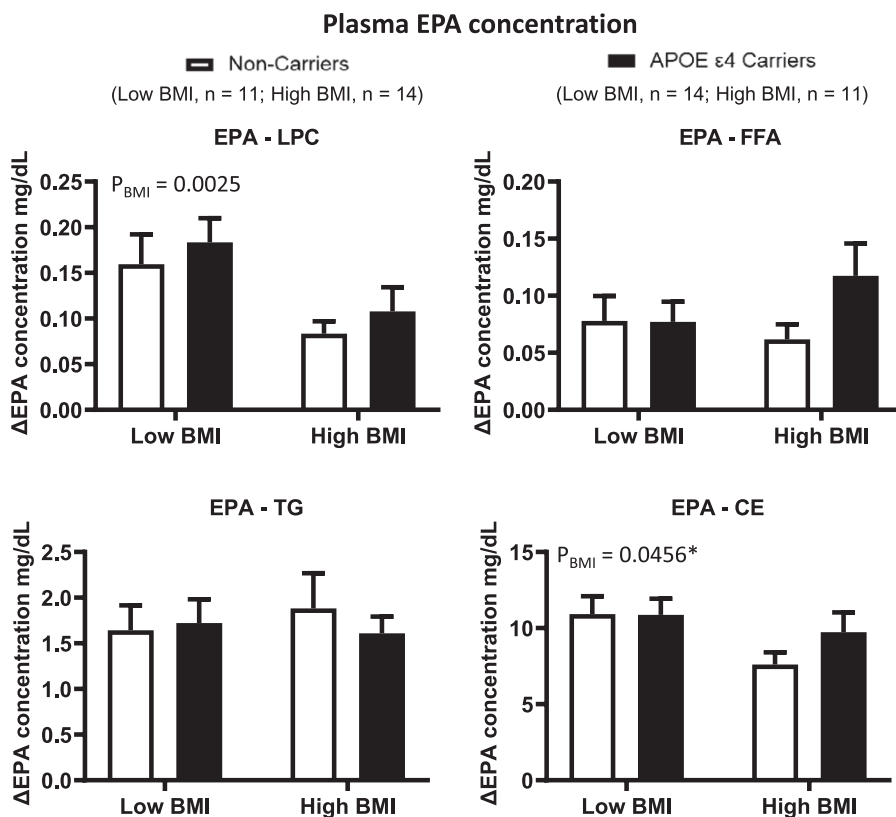 Plasma EPA concentration
Non-Carriers
(Low BMI, n = 11; High BMI, n = 14)
APOE ε4 Carriers
(Low BMI, n = 14; High BMI, n = 11)
EPA - LPC
ΔEPA concentration mg/dL
P_BMI = 0.0025
0.25
0.20
0.15
0.10
0.05
0.00
Low BMI High BMI
EPA - FFA
ΔEPA concentration mg/dL
0.20
0.15
0.10
0.05
0.00
Low BMI High BMI
EPA - TG
ΔEPA concentration mg/dL
2.5
2.0
1.5
1.0
0.5
0.0
Low BMI High BMI
EPA - CE
ΔEPA concentration mg/dL
P_BMI = 0.0456*
15
10
5
0
Low BMI High BMI